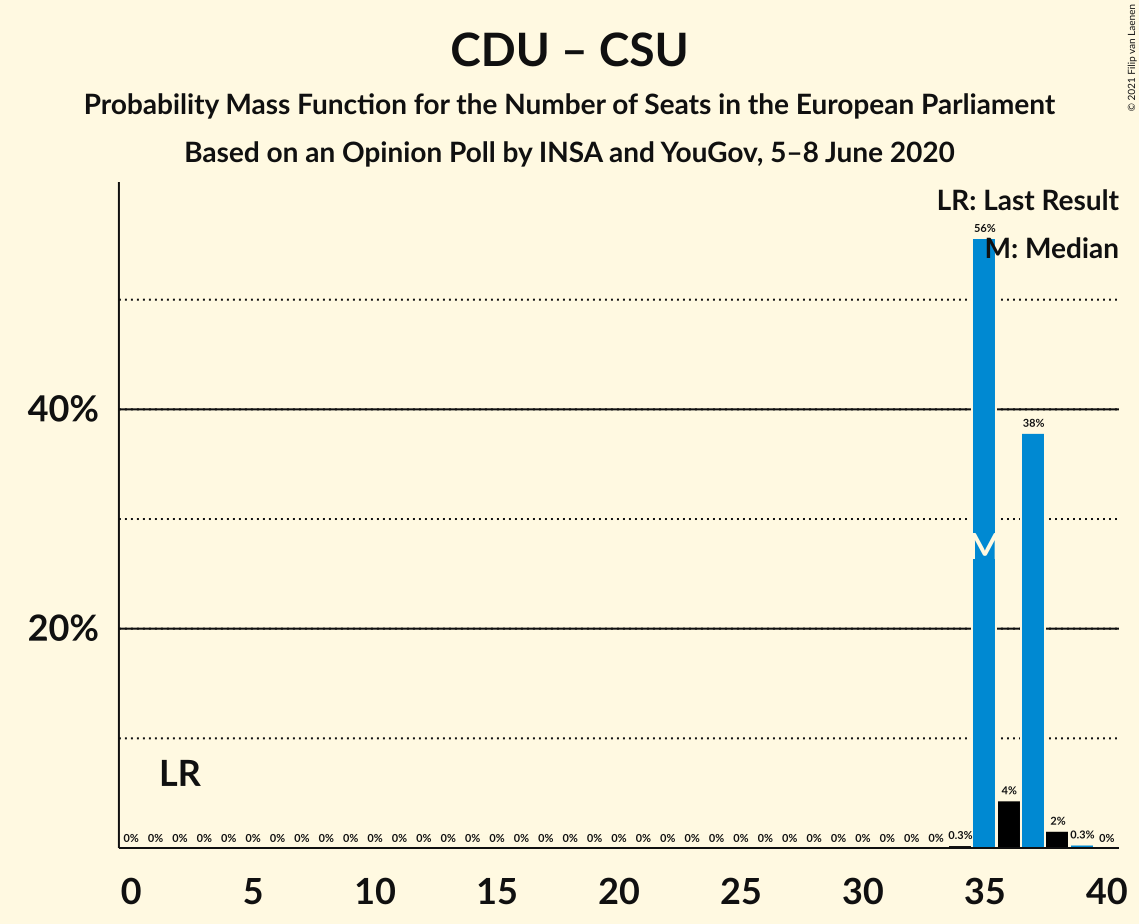 CDU – CSU
Probability Mass Function for the Number of Seats in the European Parliament
Based on an Opinion Poll by INSA and YouGov, 5–8 June 2020
© 2021 Filip van Laenen
LR: Last Result
56%
M: Median
40%
38%
M
20%
LR
4%
2%
0% 0% 0% 0% 0% 0% 0% 0% 0% 0% 0% 0% 0% 0% 0% 0% 0% 0% 0% 0% 0% 0% 0% 0% 0% 0% 0% 0% 0% 0% 0% 0% 0% 0% 0.3% 0.3% 0%
0 5 10 15 20 25 30 35 40